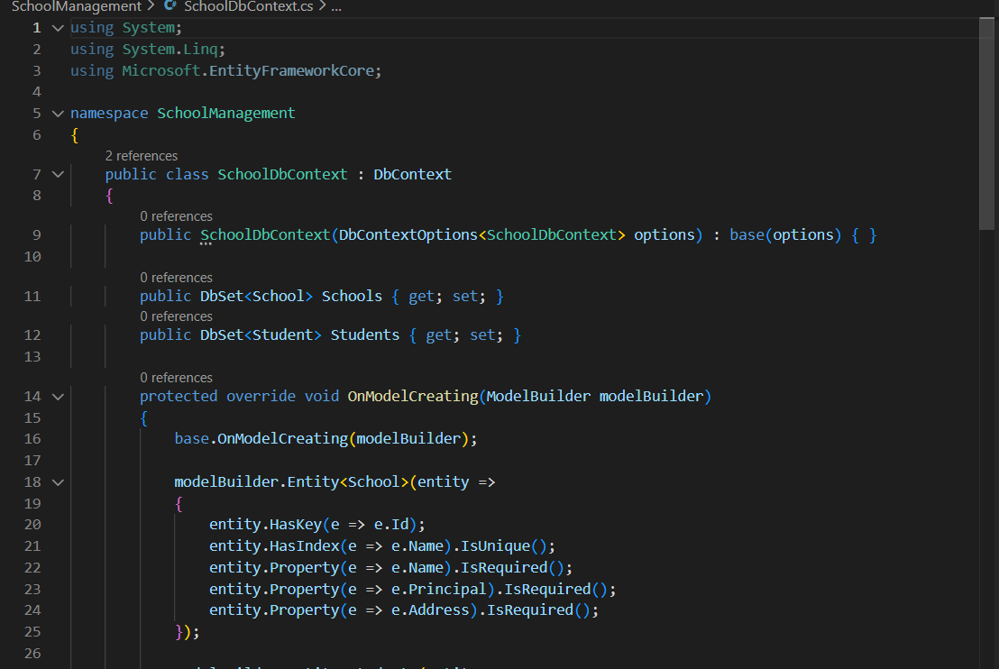 SchoolManagement > C# SchoolDbContext.cs > ...
1 using System;
2 using System.Linq;
3 using Microsoft.EntityFrameworkCore;
4
5 namespace SchoolManagement
6 {
2 references
7 public class SchoolDbContext : DbContext
8 {
0 references
9 public SchoolDbContext(DbContextOptions<SchoolDbContext> options) : base(options) { }
10
0 references
11 public DbSet<School> Schools { get; set; }
0 references
12 public DbSet<Student> Students { get; set; }
13
0 references
14 protected override void OnModelCreating(ModelBuilder modelBuilder)
15 {
16 base.OnModelCreating(modelBuilder);
17
18 modelBuilder.Entity<School>(entity =>
19 {
20 entity.HasKey(e => e.Id);
21 entity.HasIndex(e => e.Name).IsUnique();
22 entity.Property(e => e.Name).IsRequired();
23 entity.Property(e => e.Principal).IsRequired();
24 entity.Property(e => e.Address).IsRequired();
25 });
26